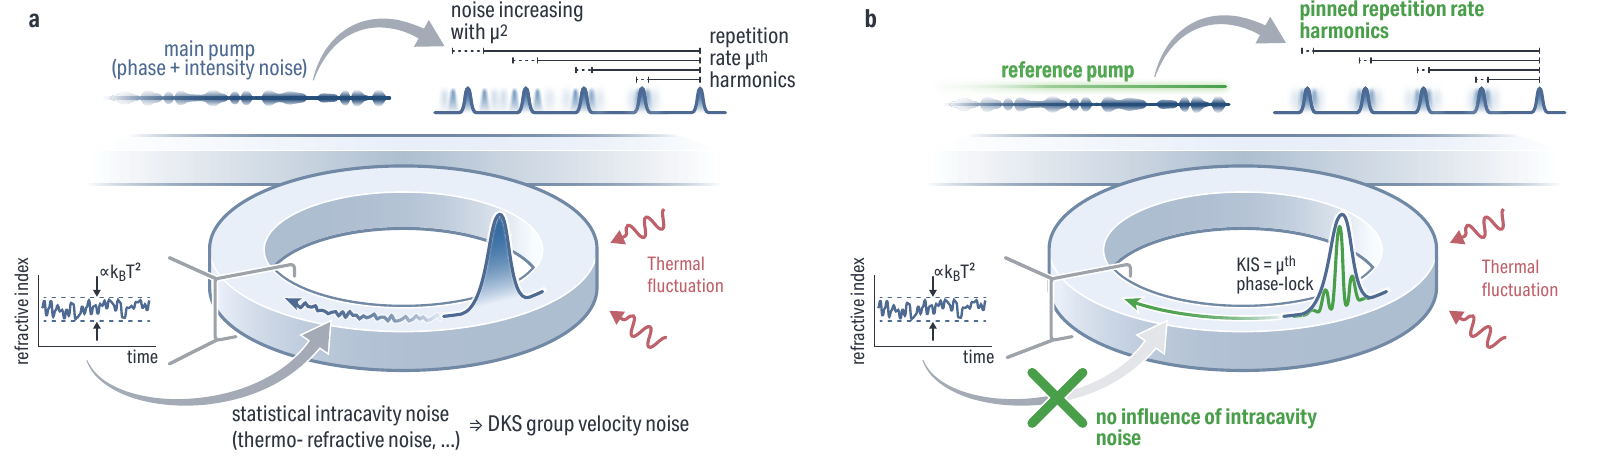 a
noise increasing
with μ²
main pump
(phase + intensity noise)
repetition
rate μᵗʰ
harmonics
Thermal
fluctuation
refractive index
∝k_BT²
time
statistical intracavity noise
(thermo- refractive noise, ...)
⇒ DKS group velocity noise
b
pinned repetition rate
harmonics
reference pump
KIS = μᵗʰ
phase-lock
Thermal
fluctuation
refractive index
∝k_BT²
time
no influence of intracavity
noise